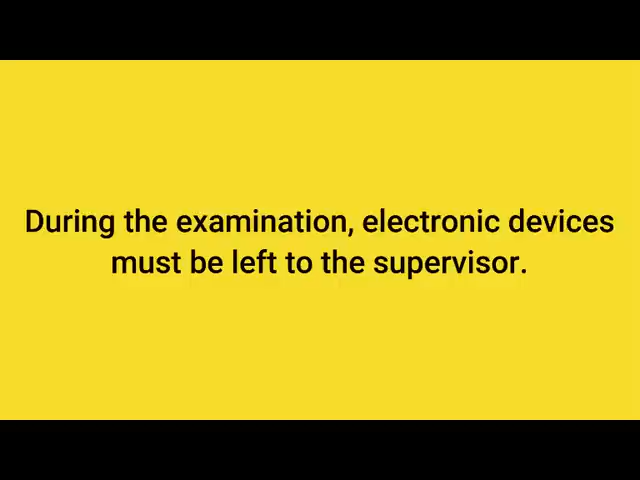 During the examination, electronic devices
must be left to the supervisor.